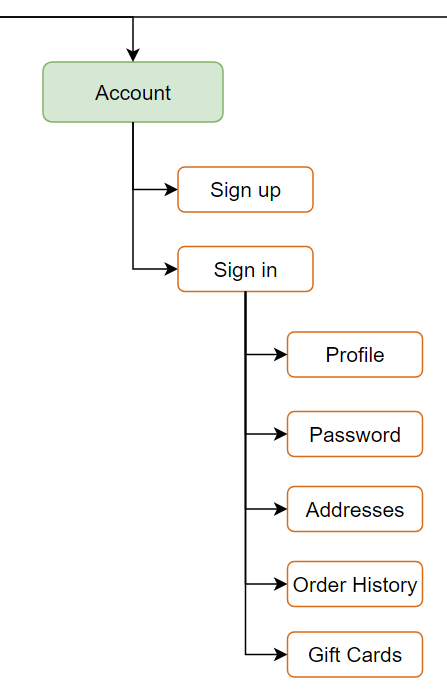 Account
Sign up
Sign in
Profile
Password
Addresses
Order History
Gift Cards